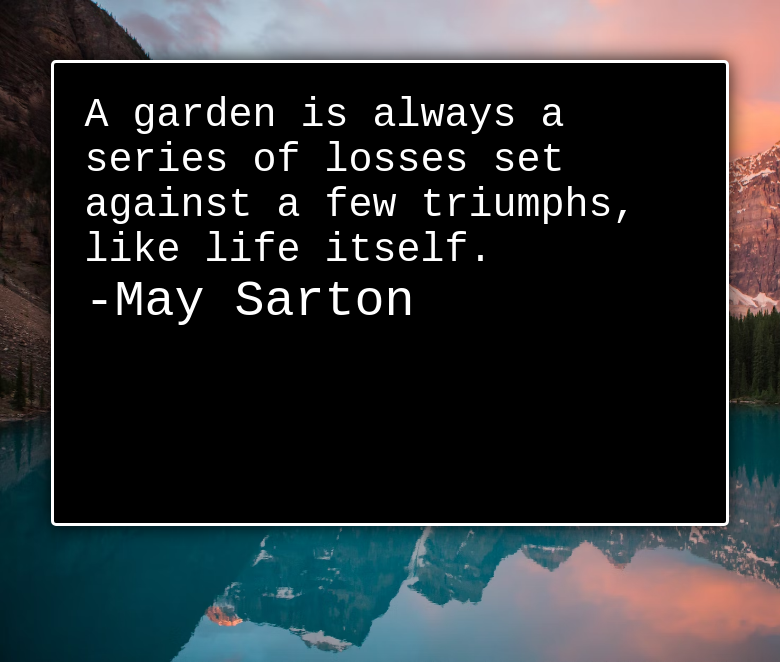 A garden is always a
series of losses set
against a few triumphs,
like life itself.
-May Sarton